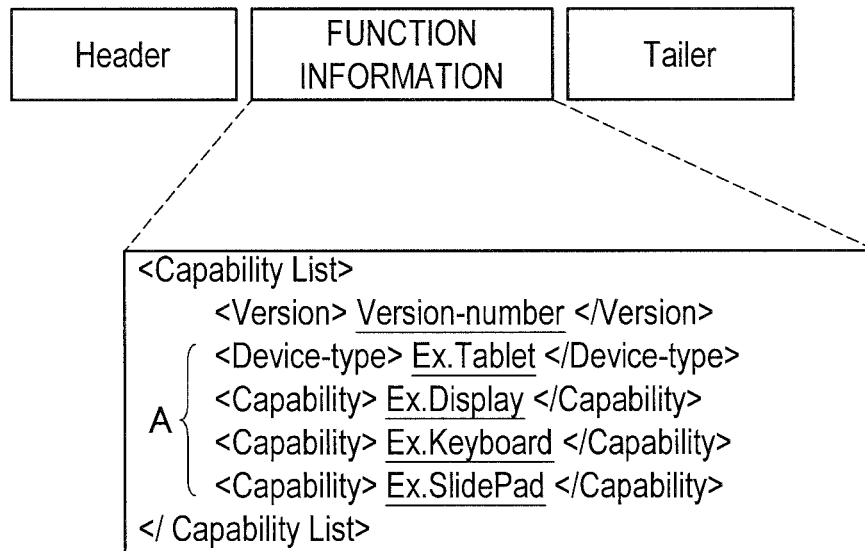 Header
FUNCTION
INFORMATION
Tailer
<Capability List>
<Version> Version-number </Version>
<Device-type> Ex.Tablet </Device-type>
<Capability> Ex.Display </Capability>
A
<Capability> Ex.Keyboard </Capability>
<Capability> Ex.SlidePad </Capability>
</ Capability List>